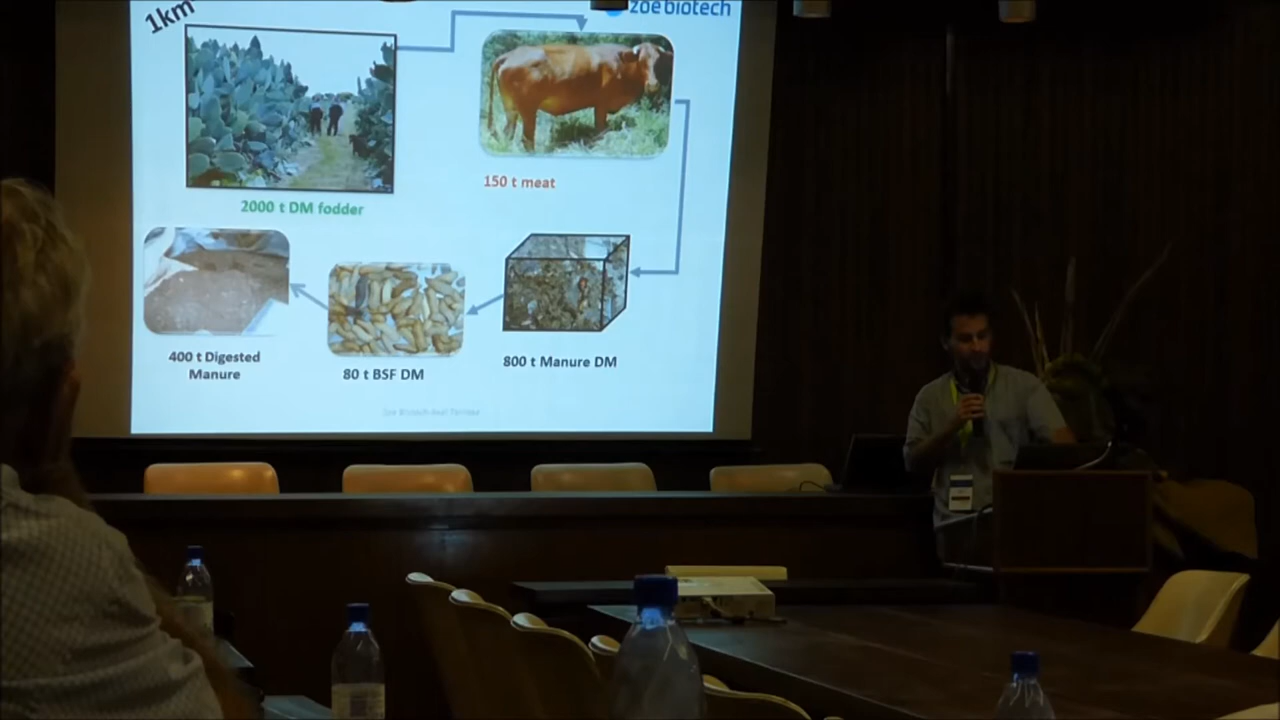 1km
zoe biotech
2000 t DM fodder
150 t meat
400 t Digested
Manure
80 t BSF DM
800 t Manure DM